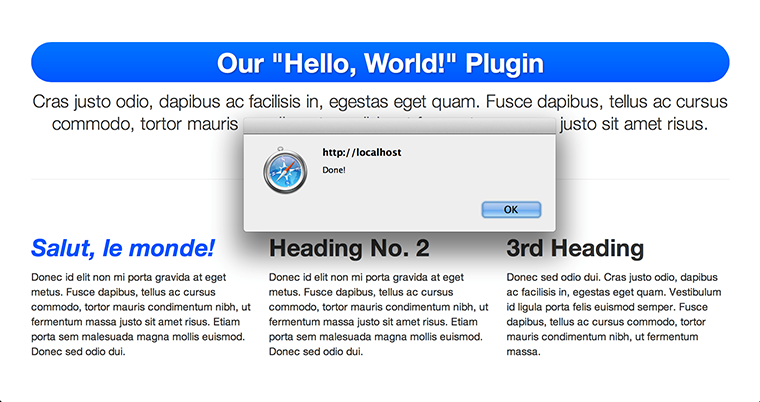 Our "Hello, World!" Plugin
Cras justo odio, dapibus ac facilisis in, egestas eget quam. Fusce dapibus, tellus ac cursus
commodo, tortor mauris justo sit amet risus.
http://localhost
Done!
OK
Salut, le monde!
Donec id elit non mi porta gravida at eget
metus. Fusce dapibus, tellus ac cursus
commodo, tortor mauris condimentum nibh, ut
fermentum massa justo sit amet risus. Etiam
porta sem malesuada magna mollis euismod.
Donec sed odio dui.
Heading No. 2
Donec id elit non mi porta gravida at eget
metus. Fusce dapibus, tellus ac cursus
commodo, tortor mauris condimentum nibh, ut
fermentum massa justo sit amet risus. Etiam
porta sem malesuada magna mollis euismod.
Donec sed odio dui.
3rd Heading
Donec sed odio dui. Cras justo odio, dapibus
ac facilisis in, egestas eget quam. Vestibulum
id ligula porta felis euismod semper. Fusce
dapibus, tellus ac cursus commodo, tortor
mauris condimentum nibh, ut fermentum
massa.